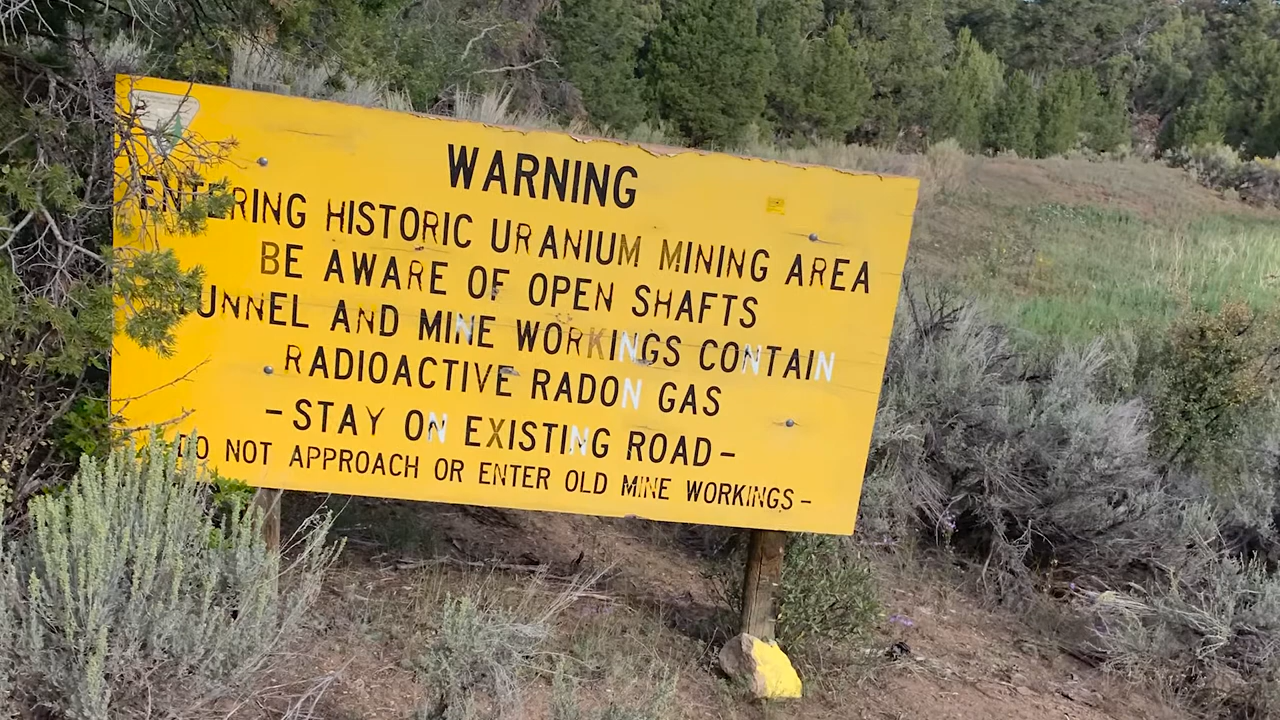 WARNING
ENTERING HISTORIC URANIUM MINING AREA
BE AWARE OF OPEN SHAFTS
UNNEL AND MINE WORKINGS CONTAIN
RADIOACTIVE RADON GAS
-STAY ON EXISTING ROAD-
DO NOT APPROACH OR ENTER OLD MINE WORKINGS-